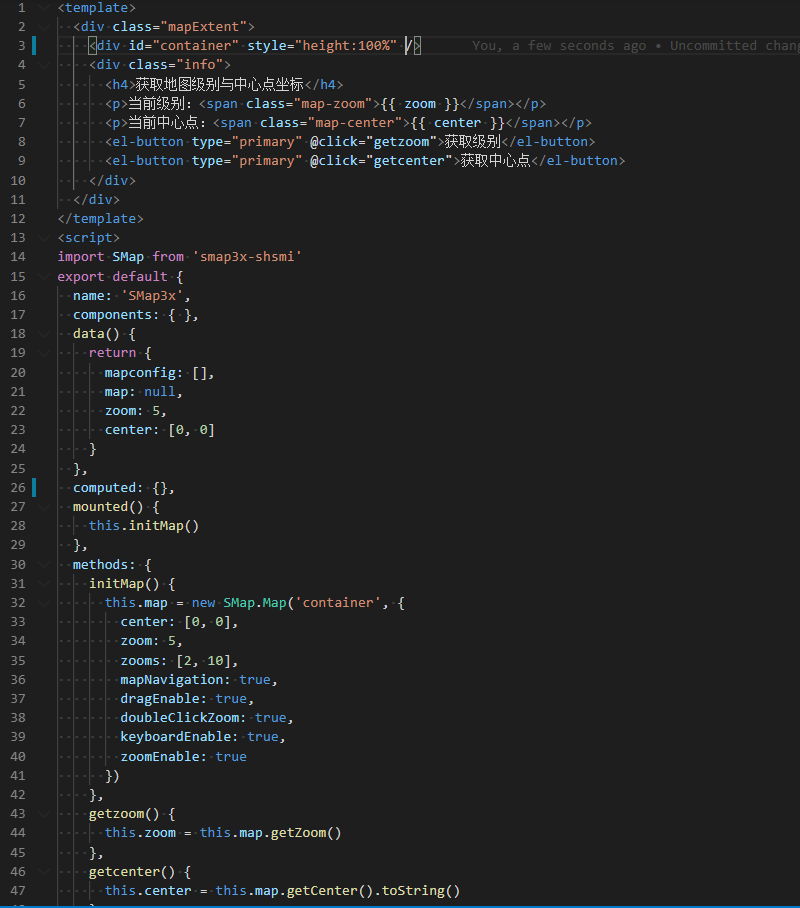 1 <template>
2 <div class="mapExtent">
3 <div id="container" style="height:100%" /> You, a few seconds ago • Uncommitted chang
4 <div class="info">
5 <h4>获取地图级别与中心点坐标</h4>
6 <p>当前级别：<span class="map-zoom">{{ zoom }}</span></p>
7 <p>当前中心点：<span class="map-center">{{ center }}</span></p>
8 <el-button type="primary" @click="getzoom">获取级别</el-button>
9 <el-button type="primary" @click="getcenter">获取中心点</el-button>
10 </div>
11 </div>
12 </template>
13 <script>
14 import SMap from 'smap3x-shsmi'
15 export default {
16 name: 'SMap3x',
17 components: { },
18 data() {
19 return {
20 mapconfig: [],
21 map: null,
22 zoom: 5,
23 center: [0, 0]
24 }
25 },
26 computed: {},
27 mounted() {
28 this.initMap()
29 },
30 methods: {
31 initMap() {
32 this.map = new SMap.Map('container', {
33 center: [0, 0],
34 zoom: 5,
35 zooms: [2, 10],
36 mapNavigation: true,
37 dragEnable: true,
38 doubleClickZoom: true,
39 keyboardEnable: true,
40 zoomEnable: true
41 })
42 },
43 getzoom() {
44 this.zoom = this.map.getZoom()
45 },
46 getcenter() {
47 this.center = this.map.getCenter().toString()